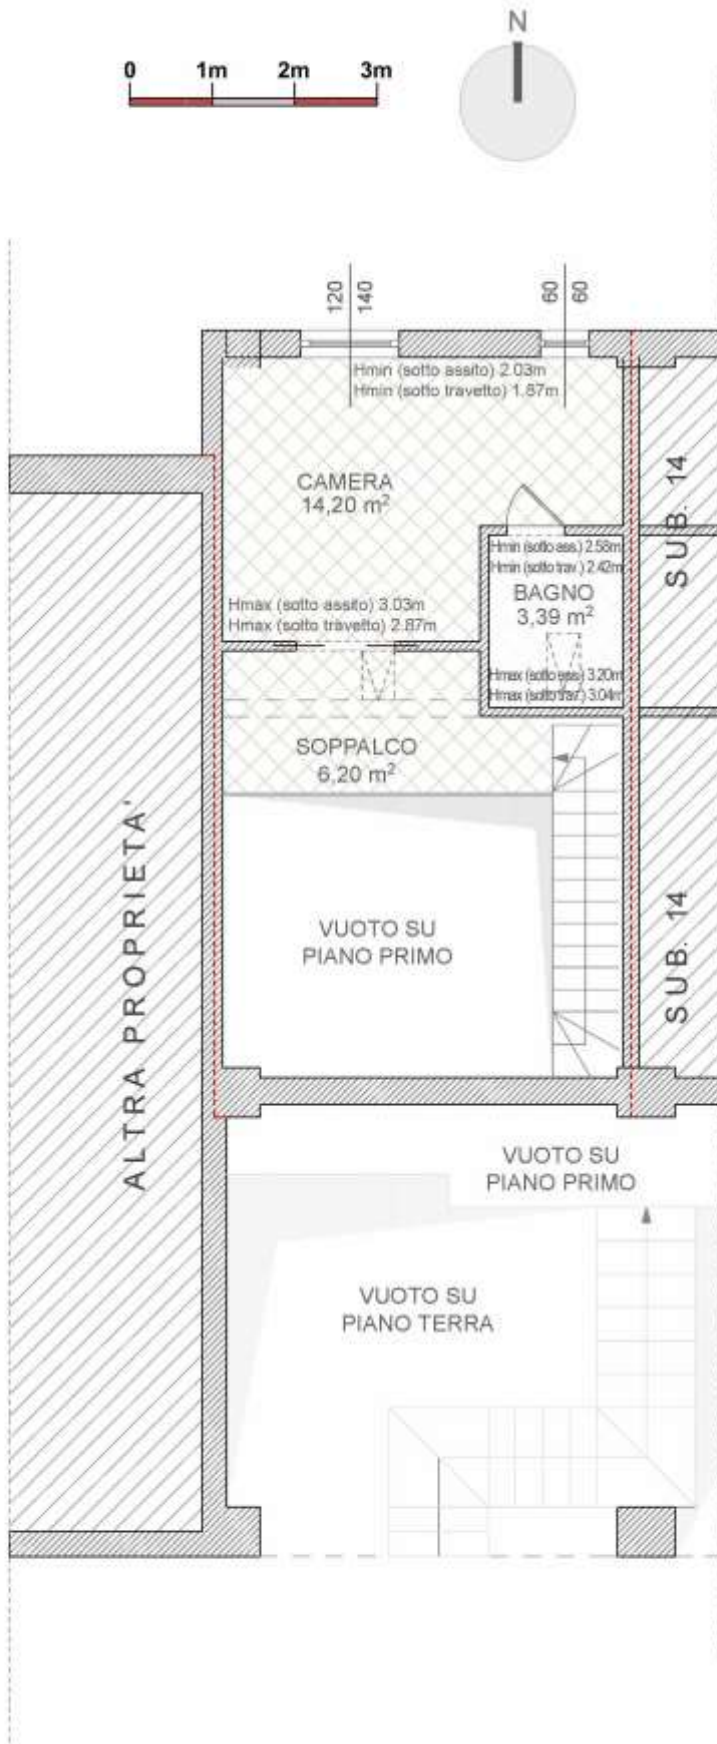 N
0 1m 2m 3m
120
140
60
60
Hmin (sotto assito) 2.03m
Hmin (sotto travetto) 1.87m
CAMERA
14,20 m²
Hmin (sotto ass.) 2.58m
Hmin (sotto trav.) 2.42m
BAGNO
3,39 m²
Hmax (sotto assito) 3.03m
Hmax (sotto travetto) 2.87m
Hmax (sotto ass.) 3.20m
Hmax (sotto trav.) 3.04m
SUB. 14
SOPPALCO
6,20 m²
ALTRA PROPRIETA'
VUOTO SU
PIANO PRIMO
SUB. 14
VUOTO SU
PIANO PRIMO
VUOTO SU
PIANO TERRA